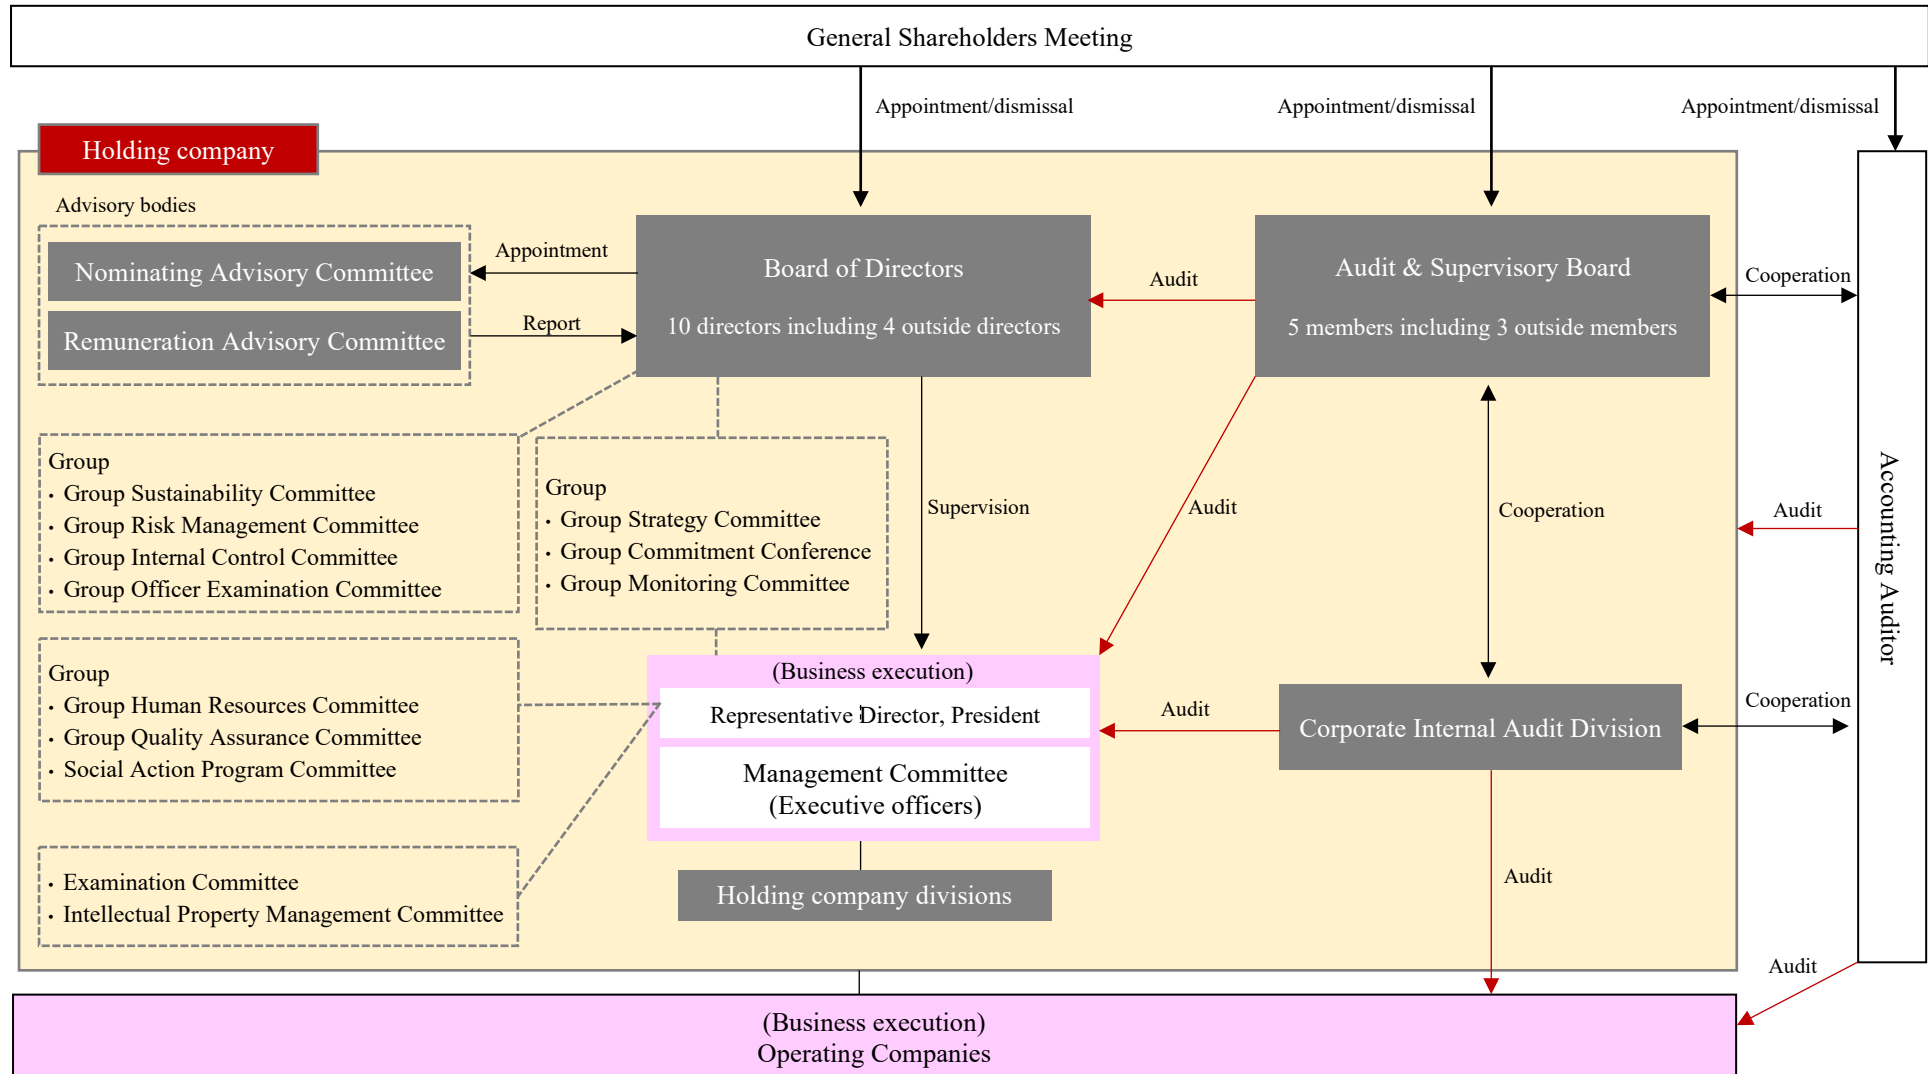 General Shareholders Meeting
Appointment/dismissal
Appointment/dismissal
Appointment/dismissal
Holding company
Advisory bodies
Nominating Advisory Committee
Remuneration Advisory Committee
Appointment
Report
Board of Directors
10 directors including 4 outside directors
Audit
Audit & Supervisory Board
5 members including 3 outside members
Cooperation
Group
・Group Sustainability Committee
・Group Risk Management Committee
・Group Internal Control Committee
・Group Officer Examination Committee
Group
・Group Strategy Committee
・Group Commitment Conference
・Group Monitoring Committee
Supervision
Audit
Cooperation
Audit
Accounting Auditor
Group
・Group Human Resources Committee
・Group Quality Assurance Committee
・Social Action Program Committee
(Business execution)
Representative Director, President
Management Committee
(Executive officers)
Audit
Corporate Internal Audit Division
Cooperation
・Examination Committee
・Intellectual Property Management Committee
Holding company divisions
Audit
Audit
(Business execution)
Operating Companies